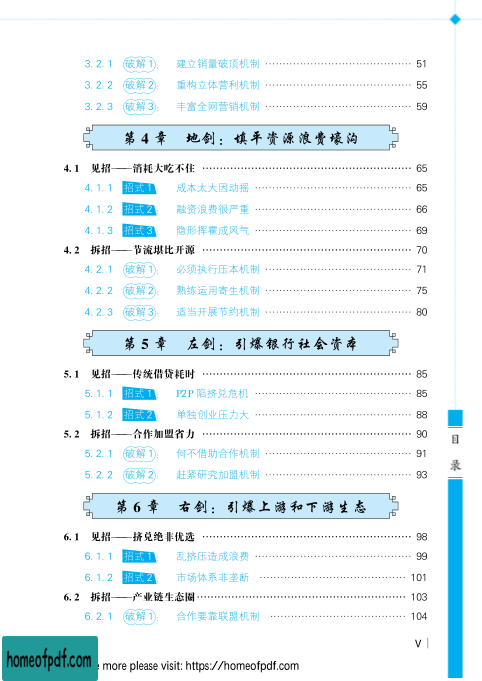 3.2.1 破解1: 建立销量破顶机制 …… 51
3.2.2 破解2: 重构立体营利机制 …… 55
3.2.3 破解3: 丰富全网营销机制 …… 59
第4章 地剑：填平资源浪费壕沟
4.1 见招——消耗大吃不住 …… 65
4.1.1 招式1: 成本太大因动摇 …… 65
4.1.2 招式2: 融资浪费很严重 …… 66
4.1.3 招式3: 隐形挥霍成风气 …… 69
4.2 拆招——节流堪比开源 …… 70
4.2.1 破解1: 必须执行压本机制 …… 71
4.2.2 破解2: 熟练运用寄生机制 …… 75
4.2.3 破解3: 适当开展节约机制 …… 80
第5章 左剑：引爆银行社会资本
5.1 见招——传统借贷耗时 …… 85
5.1.1 招式1: P2P陷挤兑危机 …… 85
5.1.2 招式2: 单独创业压力大 …… 88
5.2 拆招——合作加盟省力 …… 90
5.2.1 破解1: 何不借助合作机制 …… 91
5.2.2 破解2: 赶紧研究加盟机制 …… 93
第6章 右剑：引爆上游和下游生态
6.1 见招——挤兑绝非优选 …… 98
6.1.1 招式1: 乱挤压造成浪费 …… 99
6.1.2 招式2: 市场体系非垄断 …… 101
6.2 拆招——产业链生态圈 …… 103
6.2.1 破解1: 合作要靠联盟机制 …… 104
目录
V
homeofpdf.com
more please visit: https://homeofpdf.com